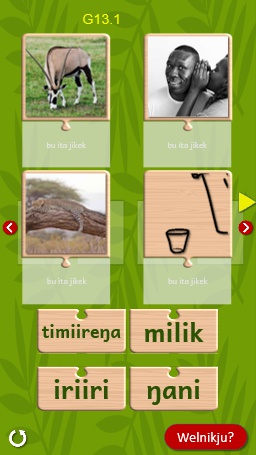 G13.1
bu ita jikek
bu ita jikek
bu ita jikek
bu ita jikek
timiireŋa
milik
iriiri
ŋani
Welnikju?